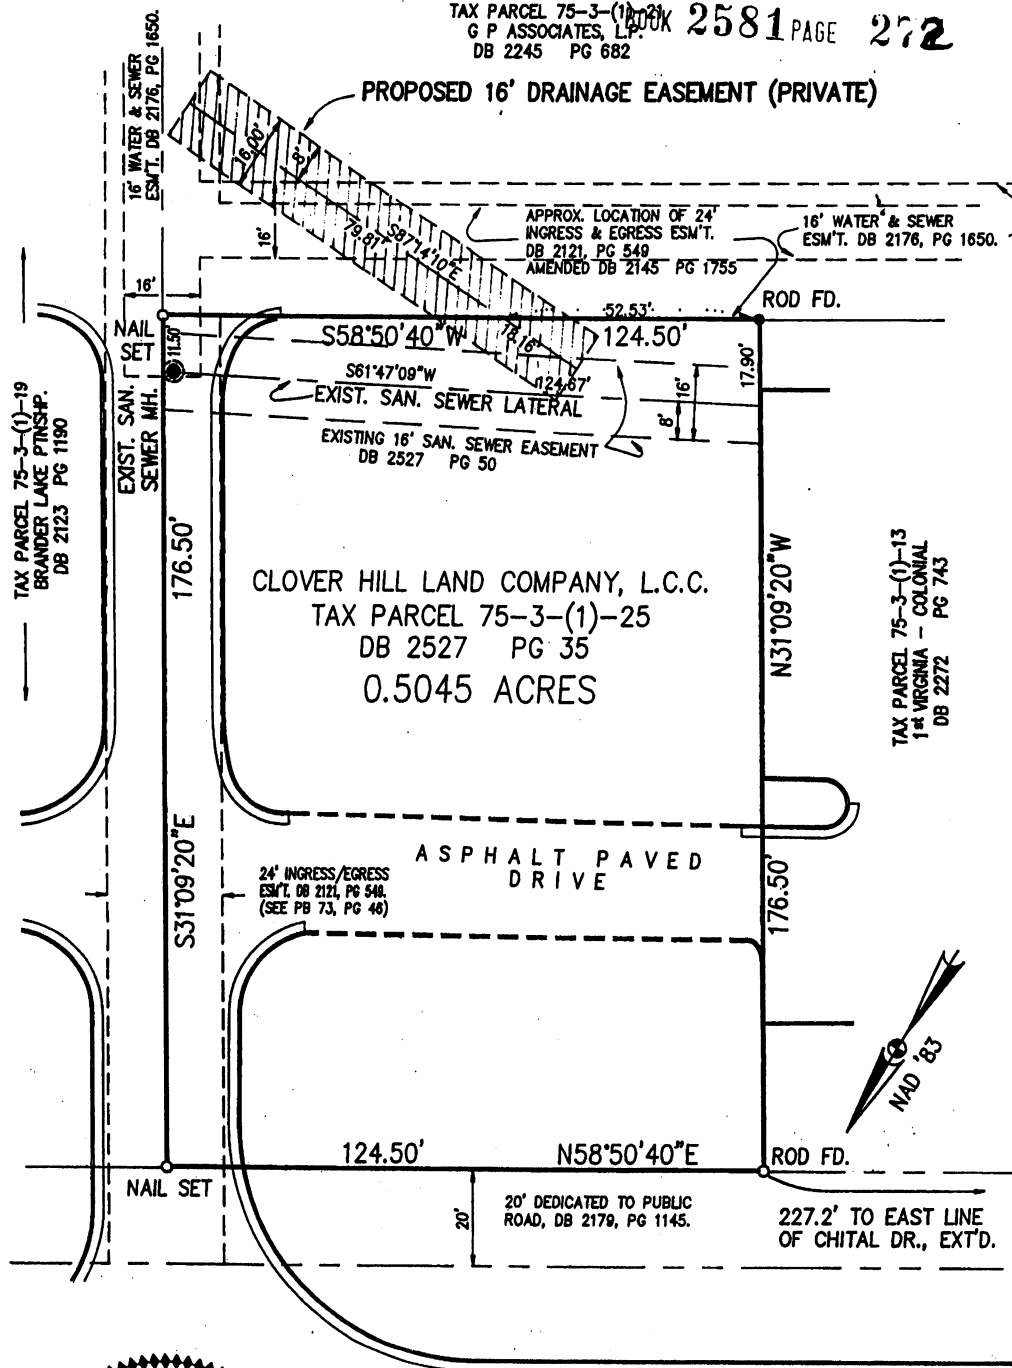 TAX PARCEL 75-3-(1)-21
G P ASSOCIATES, L.P.
DB 2245 PG 682
BOOK 2581 PAGE 272
PROPOSED 16' DRAINAGE EASEMENT (PRIVATE)
16' WATER & SEWER
ESM'T. DB 2176, PG 1650.
16.00'
8'
16'
79.81'
S87°14'10"E
APPROX. LOCATION OF 24'
INGRESS & EGRESS ESM'T.
DB 2121, PG 549
AMENDED DB 2145 PG 1755
16' WATER & SEWER
ESM'T. DB 2176, PG 1650.
16'
52.53'
ROD FD.
NAIL
SET
11.50'
S58°50'40"W
124.50'
17.90'
S61°47'09"W
124.67'
16'
8'
EXIST. SAN. SEWER LATERAL
EXISTING 16' SAN. SEWER EASEMENT
DB 2527 PG 50
EXIST. SAN.
SEWER MH.
TAX PARCEL 75-3-(1)-19
BRANDER LAKE PTNSHP.
DB 2123 PG 1190
176.50'
S31°09'20"E
CLOVER HILL LAND COMPANY, L.C.C.
TAX PARCEL 75-3-(1)-25
DB 2527 PG 35
0.5045 ACRES
N31°09'20"W
176.50'
TAX PARCEL 75-3-(1)-13
1st VIRGINIA - COLONIAL
DB 2272 PG 743
ASPHALT PAVED
DRIVE
24' INGRESS/EGRESS
ESM'T. DB 2121, PG 549.
(SEE PB 73, PG 46)
NAD '83
124.50'
N58°50'40"E
ROD FD.
NAIL SET
20'
20' DEDICATED TO PUBLIC
ROAD, DB 2179, PG 1145.
227.2' TO EAST LINE
OF CHITAL DR., EXT'D.